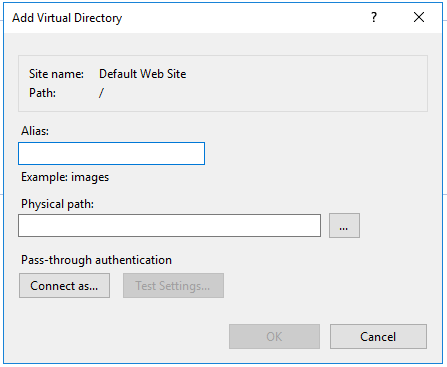 Add Virtual Directory ?
Site name: Default Web Site
Path: /
Alias:
Example: images
Physical path:
...
Pass-through authentication
Connect as... Test Settings...
OK Cancel